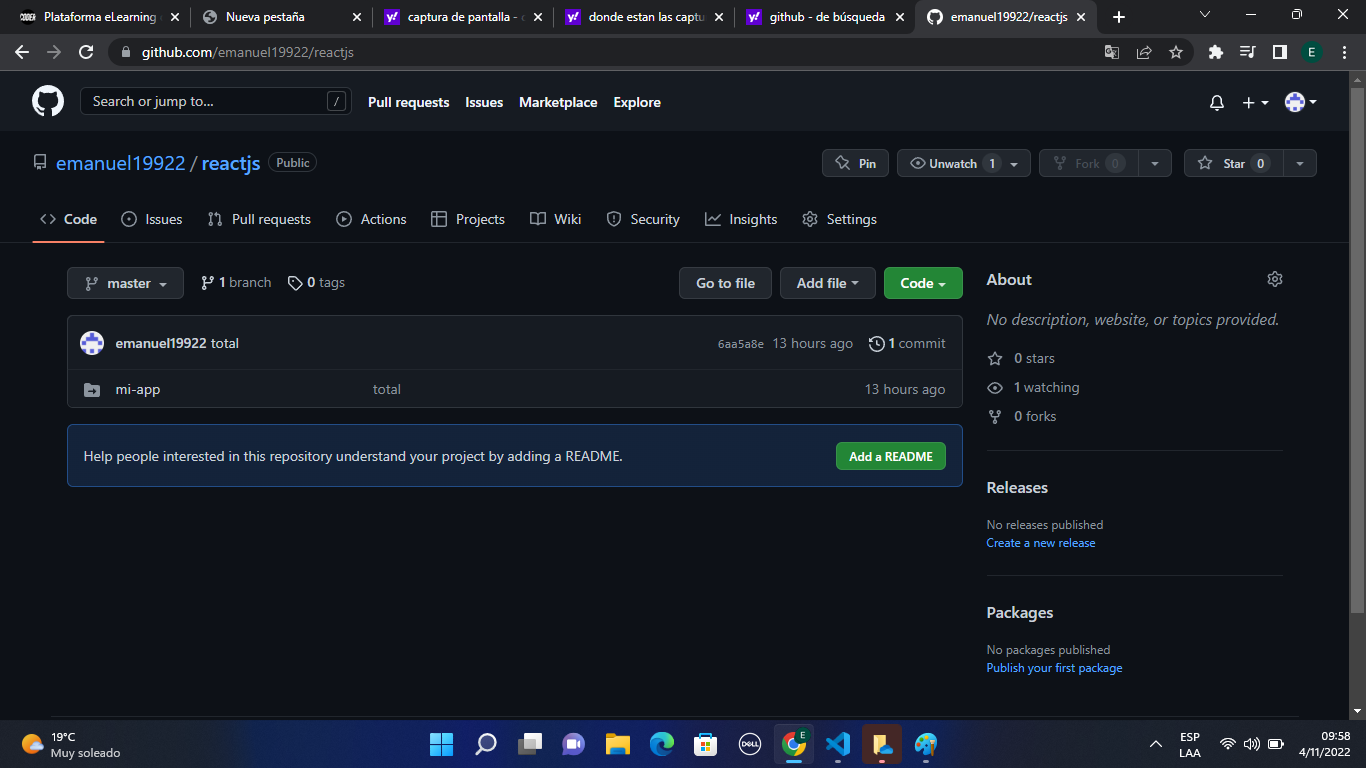 Plataforma eLearning
Nueva pestaña
captura de pantalla -
donde estan las captu
github - de búsqueda
emanuel19922/reactjs
github.com/emanuel19922/reactjs
E
Search or jump to...
/
Pull requests
Issues
Marketplace
Explore
emanuel19922 / reactjs
Public
Pin
Unwatch 1
Fork 0
Star 0
Code
Issues
Pull requests
Actions
Projects
Wiki
Security
Insights
Settings
master
1 branch
0 tags
Go to file
Add file
Code
emanuel19922 total
6aa5a8e 13 hours ago
1 commit
mi-app
total
13 hours ago
Help people interested in this repository understand your project by adding a README.
Add a README
About
No description, website, or topics provided.
0 stars
1 watching
0 forks
Releases
No releases published
Create a new release
Packages
No packages published
Publish your first package
19°C
Muy soleado
DELL
E
ESP
LAA
09:58
4/11/2022